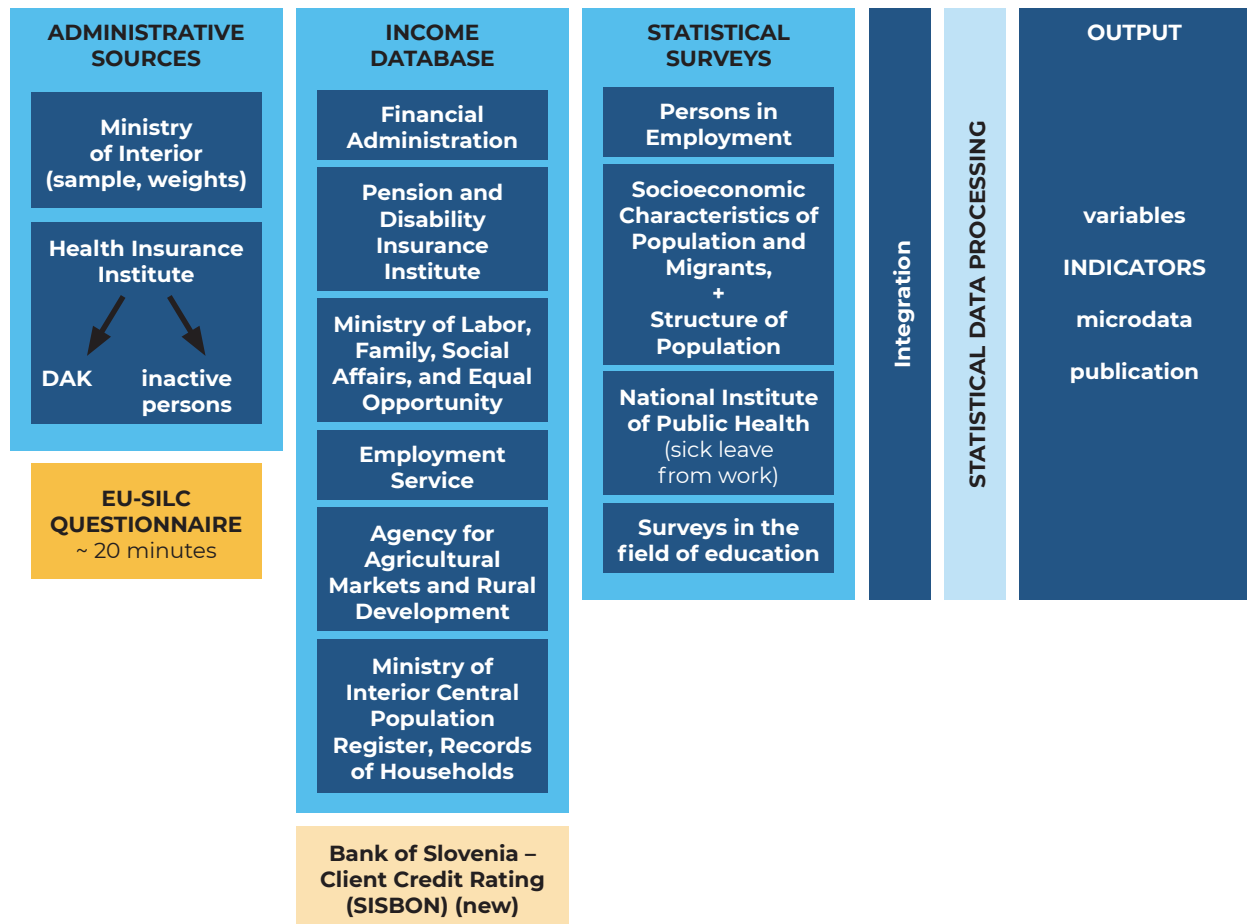 ADMINISTRATIVE
SOURCES
Ministry
of Interior
(sample, weights)
Health Insurance
Institute
DAK
inactive
persons
EU-SILC
QUESTIONNAIRE
~ 20 minutes
INCOME
DATABASE
Financial
Administration
Pension and
Disability
Insurance
Institute
Ministry of Labor,
Family, Social
Affairs, and Equal
Opportunity
Employment
Service
Agency for
Agricultural
Markets and Rural
Development
Ministry of
Interior Central
Population
Register, Records
of Households
Bank of Slovenia –
Client Credit Rating
(SISBON) (new)
STATISTICAL
SURVEYS
Persons in
Employment
Socioeconomic
Characteristics of
Population and
Migrants,
+
Structure of
Population
National Institute
of Public Health
(sick leave
from work)
Surveys in the
field of education
Integration
STATISTICAL DATA PROCESSING
OUTPUT
variables
INDICATORS
microdata
publication